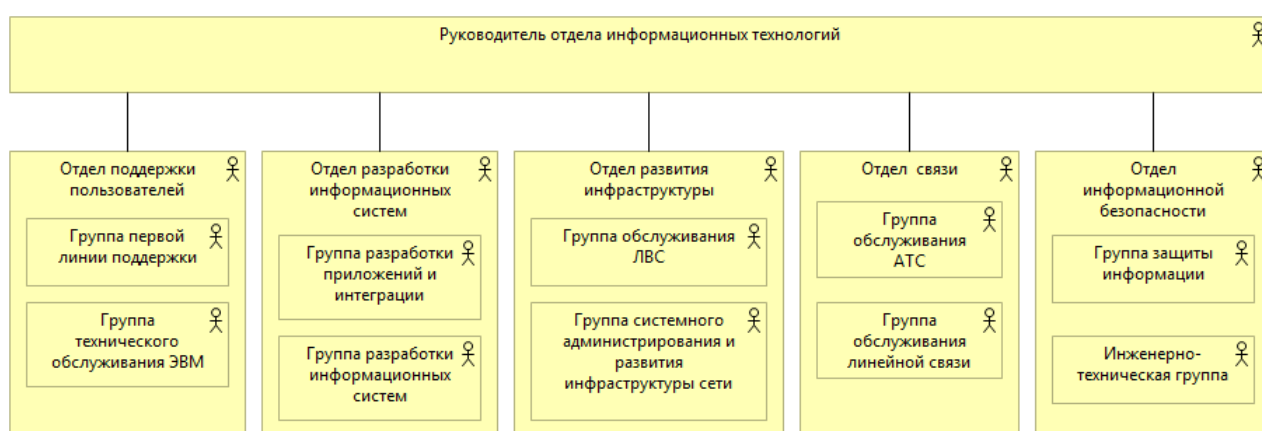 Руководитель отдела информационных технологий
Отдел поддержки
пользователей
Группа первой
линии поддержки
Группа
технического
обслуживания ЭВМ
Отдел разработки
информационных
систем
Группа разработки
приложений и
интеграции
Группа разработки
информационных
систем
Отдел развития
инфраструктуры
Группа обслуживания
ЛВС
Группа системного
администрирования и
развития
инфраструктуры сети
Отдел связи
Группа
обслуживания
АТС
Группа
обслуживания
линейной связи
Отдел
информационной
безопасности
Группа защиты
информации
Инженерно-
техническая группа